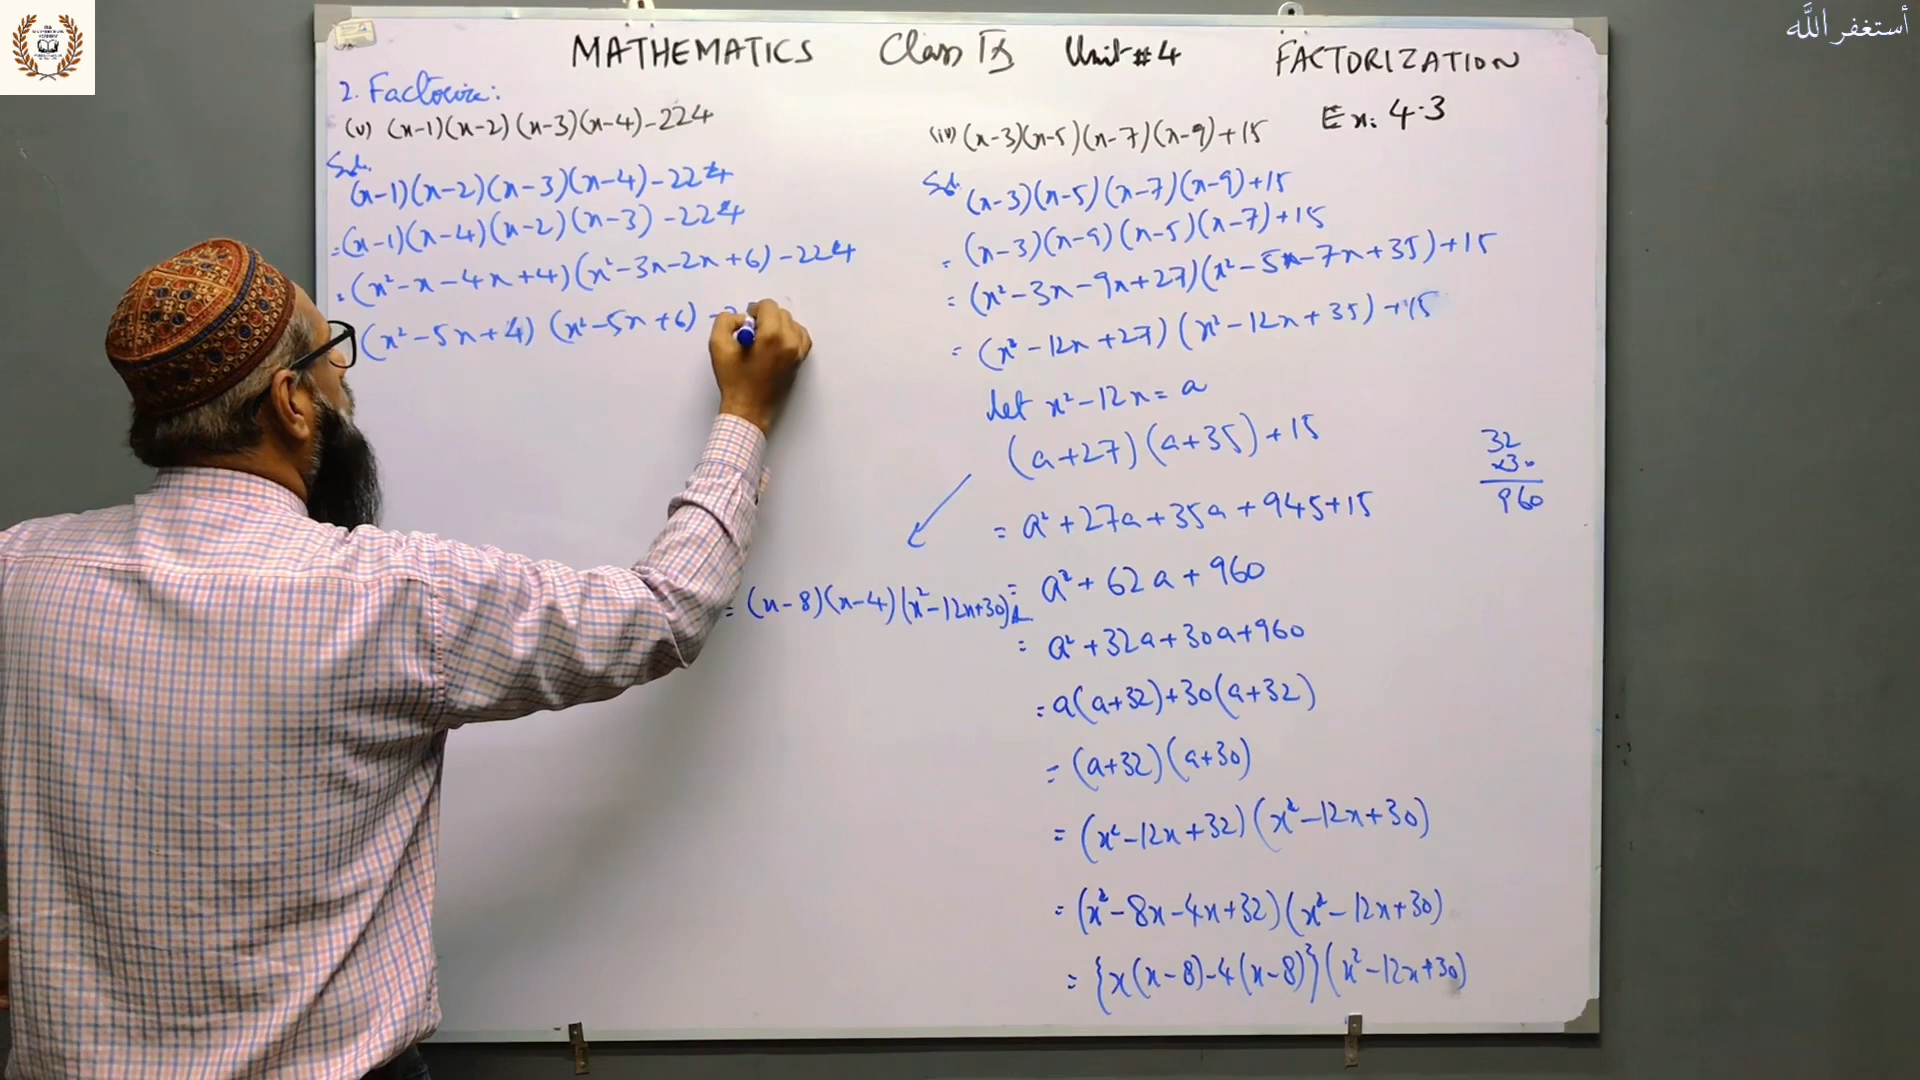 أستغفر الله
MATHEMATICS Class IX Unit #4 FACTORIZATION
Ex: 4.3
2. Factorize:
(v) (x-1)(x-2)(x-3)(x-4)-224
Sol.
(x-1)(x-2)(x-3)(x-4)-224
=(x-1)(x-4)(x-2)(x-3)-224
= (x²-x-4x+4)(x²-3x-2x+6)-224
(x²-5x+4)(x²-5x+6)
(iv) (x-3)(x-5)(x-7)(x-9)+15
Sol. (x-3)(x-5)(x-7)(x-9)+15
= (x-3)(x-9)(x-5)(x-7)+15
= (x²-3x-9x+27)(x²-5x-7x+35)+15
= (x²-12x+27)(x²-12x+35)+15
let x²-12x=a
(a+27)(a+35)+15
= a²+27a+35a+945+15
= a²+62a+960
= a²+32a+30a+960
= a(a+32)+30(a+32)
= (a+32)(a+30)
= (x²-12x+32)(x²-12x+30)
= (x²-8x-4x+32)(x²-12x+30)
= {x(x-8)-4(x-8)}(x²-12x+30)
= (x-8)(x-4)(x²-12x+30)
32
x30
960